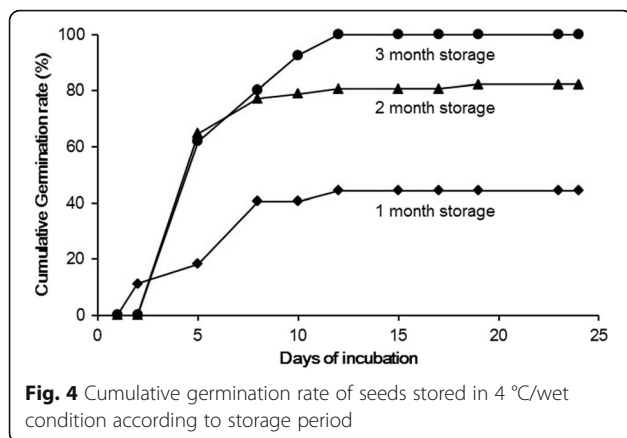 100
80
60
40
20
0
Cumulative Germination rate (%)
3 month storage
2 month storage
1 month storage
0 5 10 15 20 25
Days of incubation
Fig. 4 Cumulative germination rate of seeds stored in 4 °C/wet
condition according to storage period